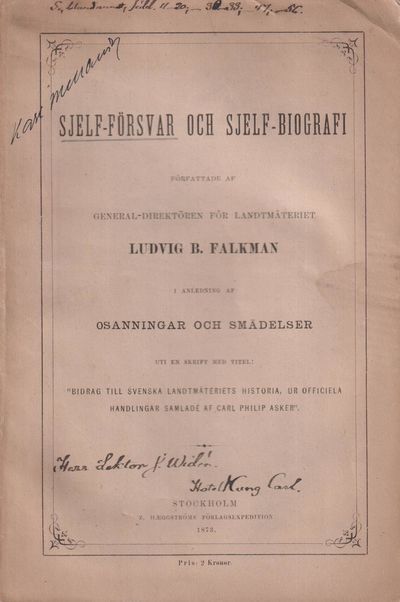 SJELF-FÖRSVAR OCH SJELF-BIOGRAFI
FÖRFATTADE AF
GENERAL-DIREKTÖREN FÖR LANDTMÄTERIET
LUDVIG B. FALKMAN
I ANLEDNING AF
OSANNINGAR OCH SMÄDELSER
UTI EN SKRIFT MED TITEL:
"BIDRAG TILL SVENSKA LANDTMÄTERIETS HISTORIA, UR OFFICIELA
HANDLINGAR SAMLADE AF CARL PHILIP ASKER".
Herr Lektor J. Widén
Hotel Kung Carl.
STOCKHOLM
Z. HÆGGSTRÖMS FÖRLAGSEXPEDITION
1873.
Pris: 2 Kronor.